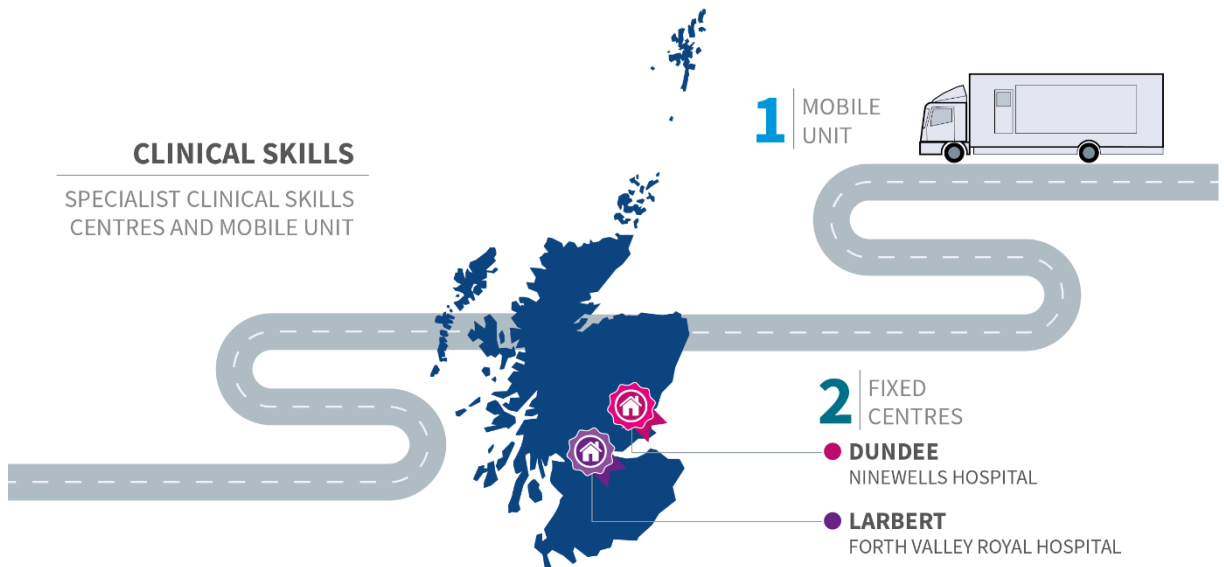 CLINICAL SKILLS
SPECIALIST CLINICAL SKILLS
CENTRES AND MOBILE UNIT
1
MOBILE
UNIT
2
FIXED
CENTRES
DUNDEE
NINEWELLS HOSPITAL
LARBERT
FORTH VALLEY ROYAL HOSPITAL